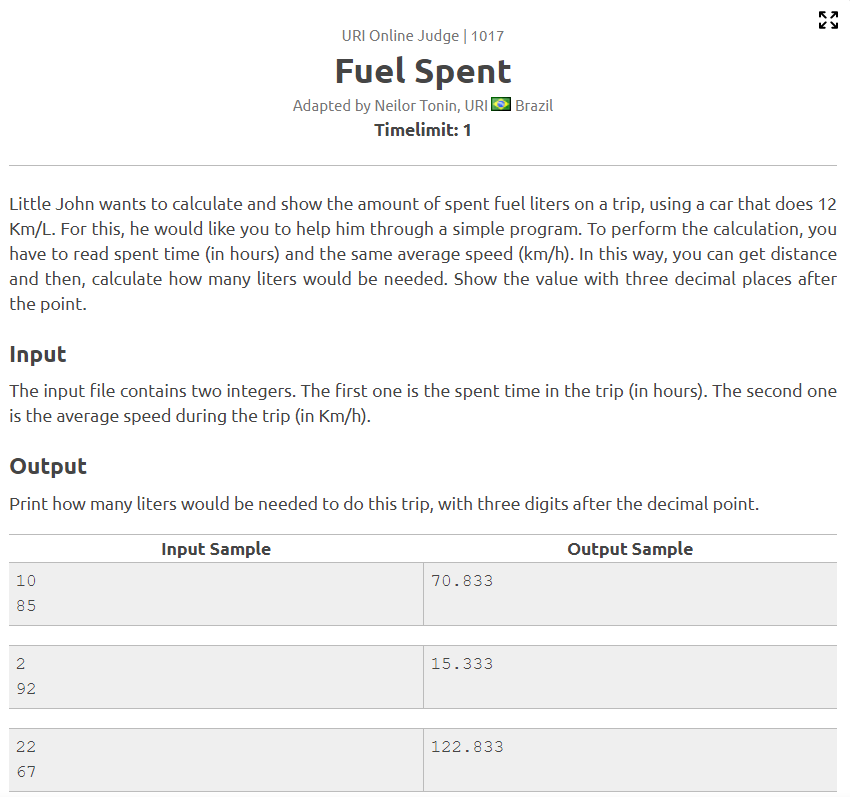 URI Online Judge | 1017
Fuel Spent
Adapted by Neilor Tonin, URI Brazil
Timelimit: 1
Little John wants to calculate and show the amount of spent fuel liters on a trip, using a car that does 12
Km/L. For this, he would like you to help him through a simple program. To perform the calculation, you
have to read spent time (in hours) and the same average speed (km/h). In this way, you can get distance
and then, calculate how many liters would be needed. Show the value with three decimal places after
the point.
Input
The input file contains two integers. The first one is the spent time in the trip (in hours). The second one
is the average speed during the trip (in Km/h).
Output
Print how many liters would be needed to do this trip, with three digits after the decimal point.
Input Sample Output Sample
10 70.833
85
2 15.333
92
22 122.833
67